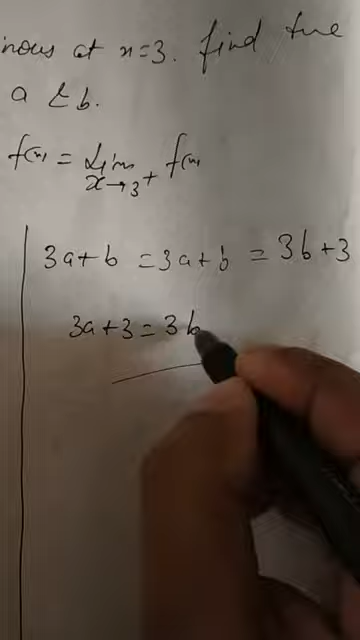 nous at x=3. find the
a & b.
f(x) = Lim f(x)
x→3+
3a+b = 3a+b = 3b+3
3a+3 = 3b